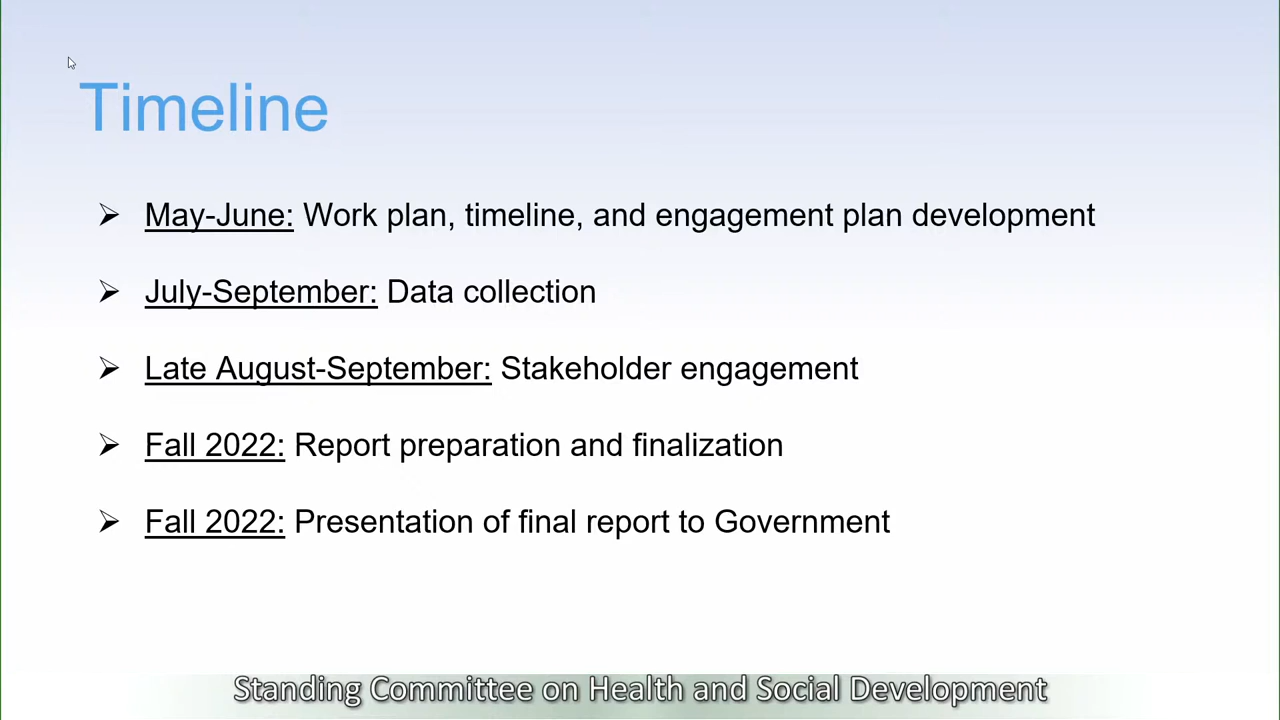 Timeline
➢ May-June: Work plan, timeline, and engagement plan development
➢ July-September: Data collection
➢ Late August-September: Stakeholder engagement
➢ Fall 2022: Report preparation and finalization
➢ Fall 2022: Presentation of final report to Government
Standing Committee on Health and Social Development